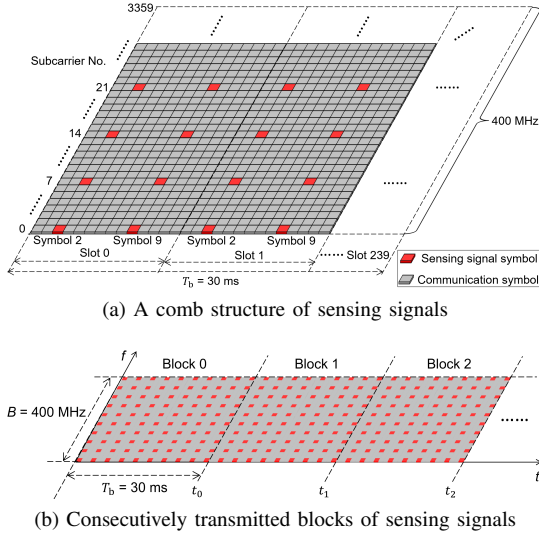 3359
Subcarrier No.
21
14
7
0
400 MHz
Symbol 2 Symbol 9 Symbol 2 Symbol 9
Slot 0 Slot 1 Slot 239
T_b = 30 ms
Sensing signal symbol
Communication symbol
(a) A comb structure of sensing signals
f
Block 0 Block 1 Block 2
B = 400 MHz
T_b = 30 ms
t_0 t_1 t_2 t
(b) Consecutively transmitted blocks of sensing signals